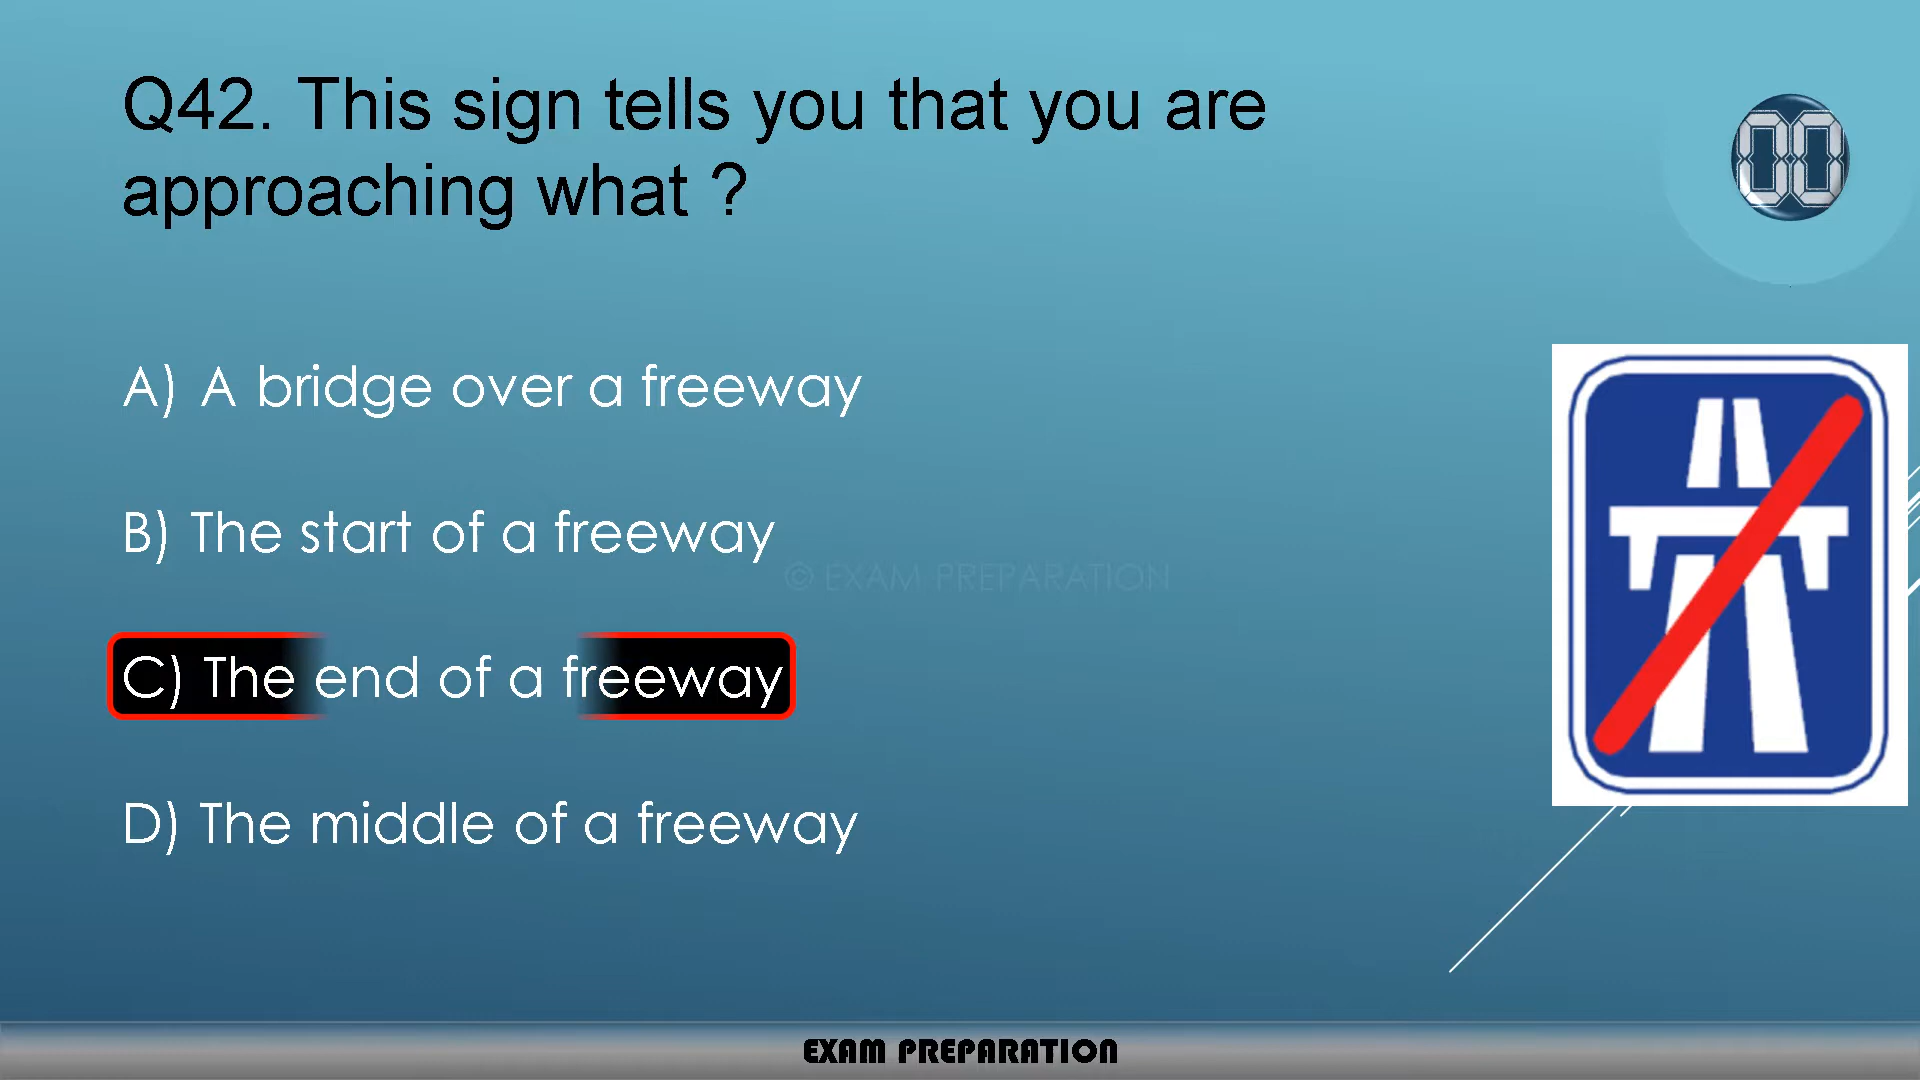 Q42. This sign tells you that you are
approaching what ?
00
A) A bridge over a freeway
B) The start of a freeway
© EXAM PREPARATION
C) The end of a freeway
D) The middle of a freeway
EXAM PREPARATION